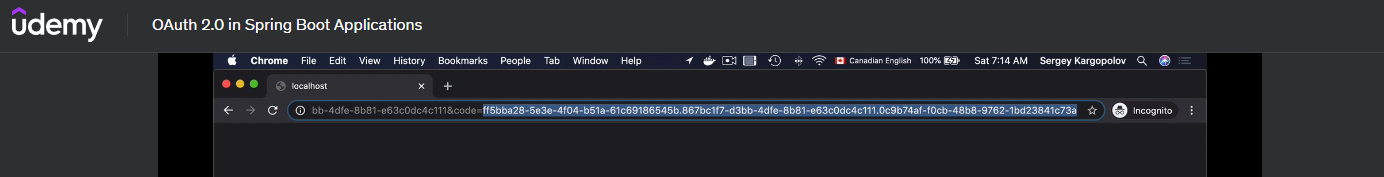 udemy OAuth 2.0 in Spring Boot Applications
Chrome File Edit View History Bookmarks People Tab Window Help Canadian English 100% Sat 7:14 AM Sergey Kargopolov
localhost
bb-4dfe-8b81-e63c0dc4c111&code=ff5bba28-5e3e-4f04-b51a-61c69186545b.867bc1f7-d3bb-4dfe-8b81-e63c0dc4c111.0c9b74af-f0cb-48b8-9762-1bd23841c73a Incognito